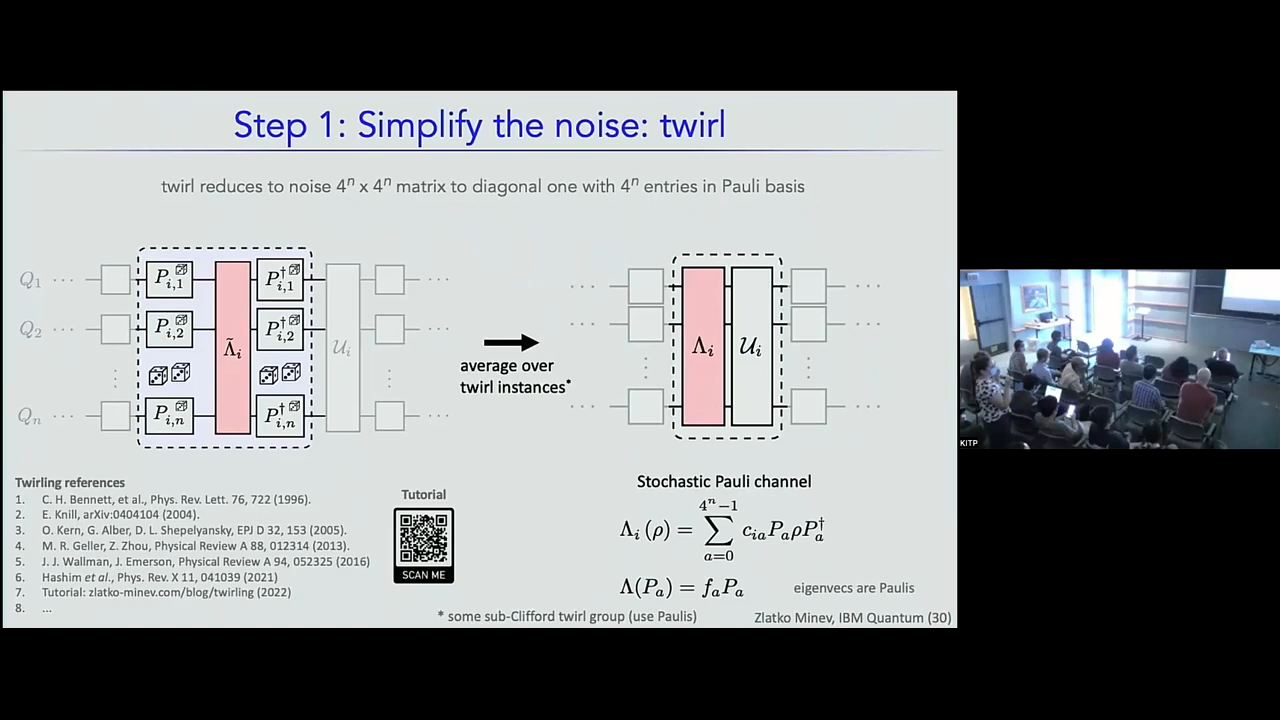 Step 1: Simplify the noise: twirl
twirl reduces to noise 4ⁿ x 4ⁿ matrix to diagonal one with 4ⁿ entries in Pauli basis
Q₁ ··· P_{i,1} P†_{i,1} ···
Q₂ ··· P_{i,2} Λ̃ᵢ P†_{i,2} 𝒰ᵢ ···
Qₙ ··· P_{i,n} P†_{i,n} ···
average over
twirl instances*
Λᵢ 𝒰ᵢ
Twirling references
1. C. H. Bennett, et al., Phys. Rev. Lett. 76, 722 (1996).
2. E. Knill, arXiv:0404104 (2004).
3. O. Kern, G. Alber, D. L. Shepelyansky, EPJ D 32, 153 (2005).
4. M. R. Geller, Z. Zhou, Physical Review A 88, 012314 (2013).
5. J. J. Wallman, J. Emerson, Physical Review A 94, 052325 (2016)
6. Hashim et al., Phys. Rev. X 11, 041039 (2021)
7. Tutorial: zlatko-minev.com/blog/twirling (2022)
8. ...
Tutorial
SCAN ME
Stochastic Pauli channel
Λᵢ (ρ) = ∑_{a=0}^{4ⁿ−1} c_{ia}P_aρP_a†
Λ(P_a) = f_aP_a eigenvecs are Paulis
* some sub-Clifford twirl group (use Paulis)
Zlatko Minev, IBM Quantum (30)
KITP